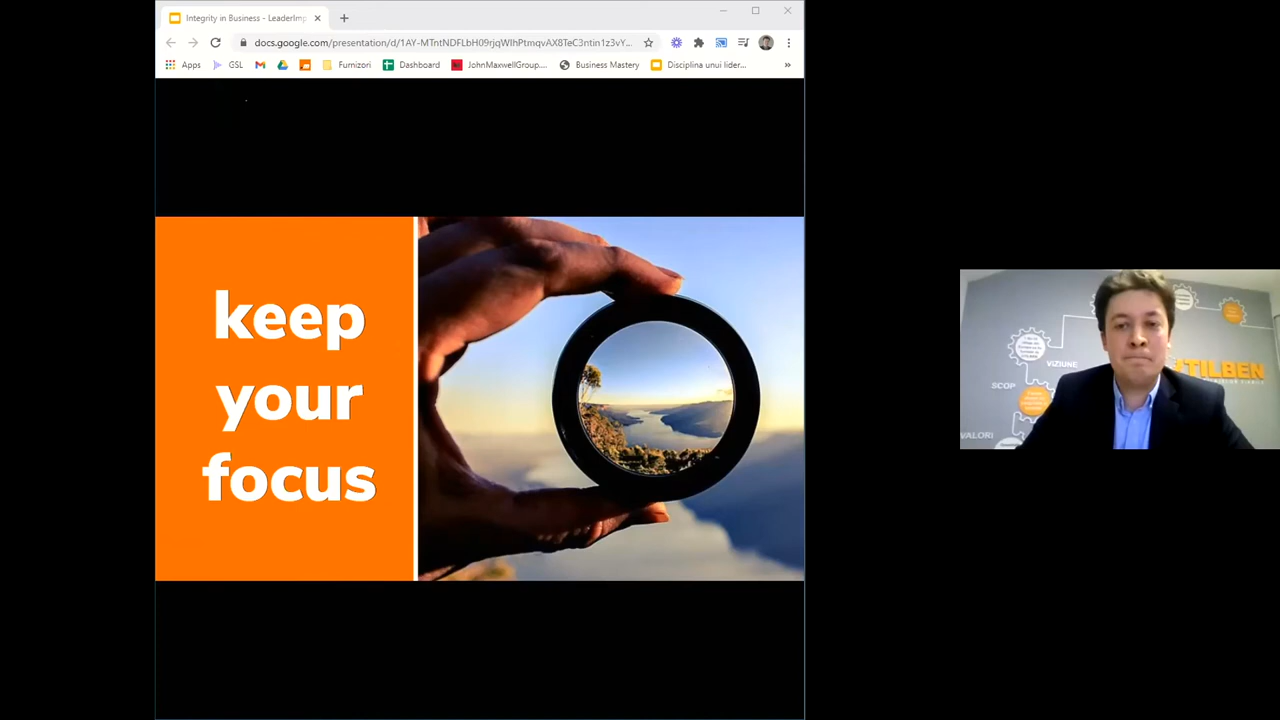 Integrity in Business - LeaderImp
docs.google.com/presentation/d/1AY-MTntNDFLbH09rjqWIhPtmqvAX8TeC3ntin1z3vY...
Apps GSL Furnizori Dashboard JohnMaxwellGroup.... Business Mastery Disciplina unui lider... »
keep
your
focus
VIZIUNE
SCOP
STILBEN
VALORI